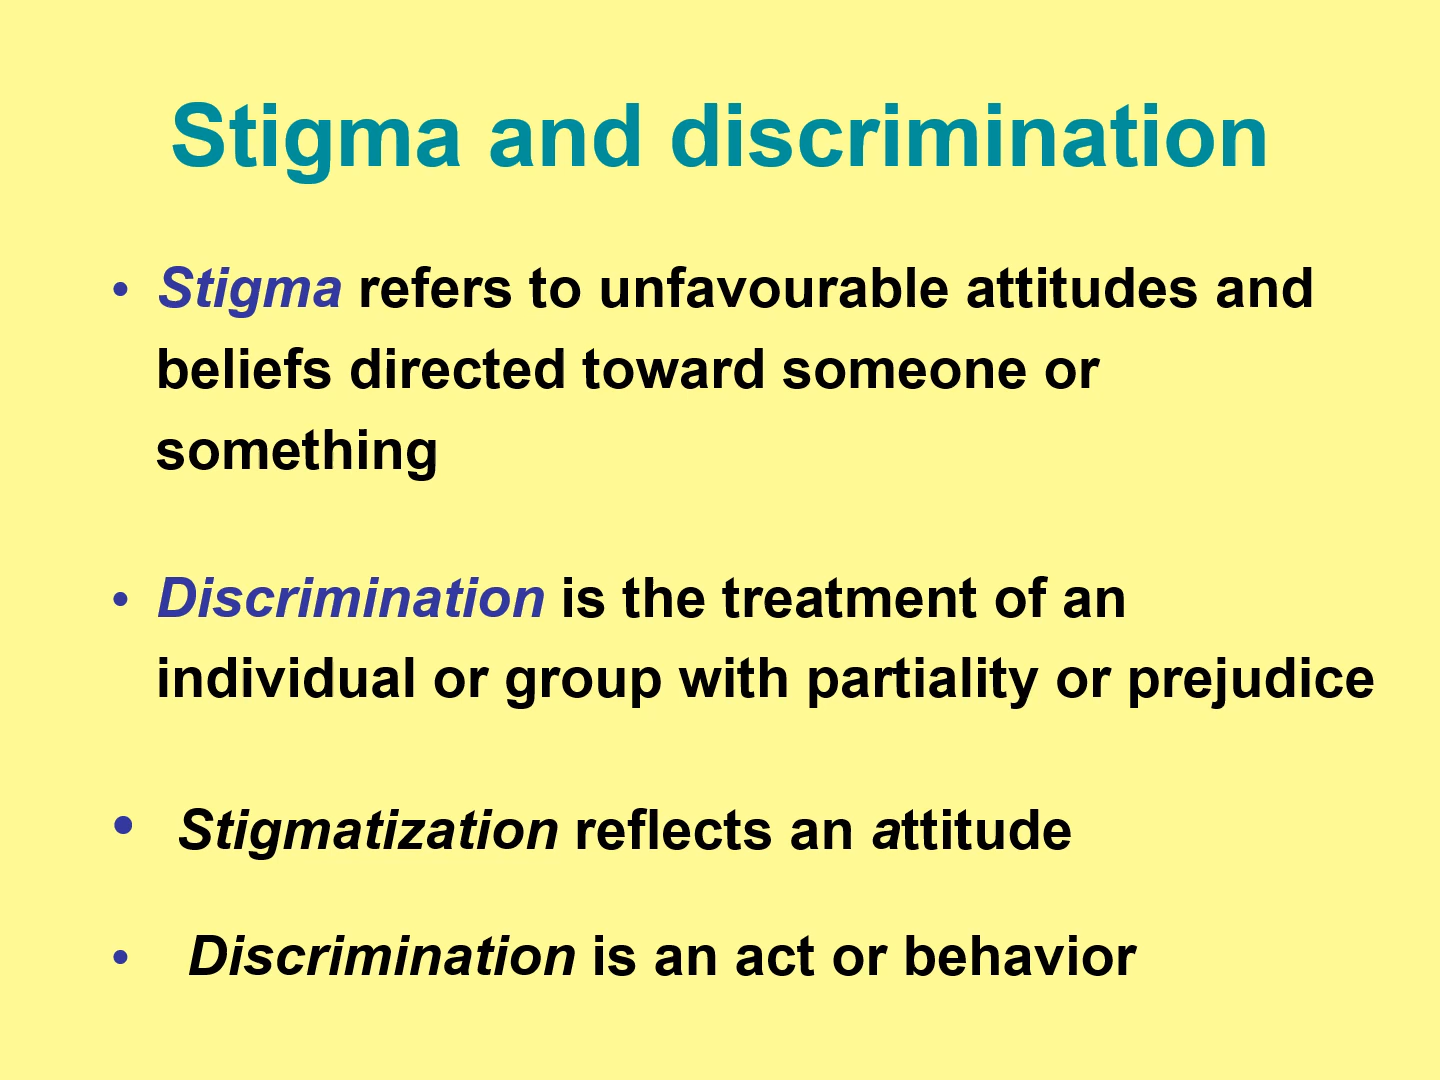 Stigma and discrimination
• Stigma refers to unfavourable attitudes and
beliefs directed toward someone or
something
• Discrimination is the treatment of an
individual or group with partiality or prejudice
• Stigmatization reflects an attitude
• Discrimination is an act or behavior